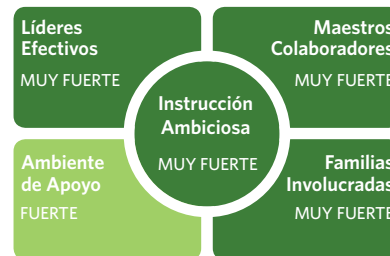 Líderes
Efectivos
MUY FUERTE
Maestros
Colaboradores
MUY FUERTE
Instrucción
Ambiciosa
MUY FUERTE
Ambiente
de Apoyo
FUERTE
Familias
Involucradas
MUY FUERTE